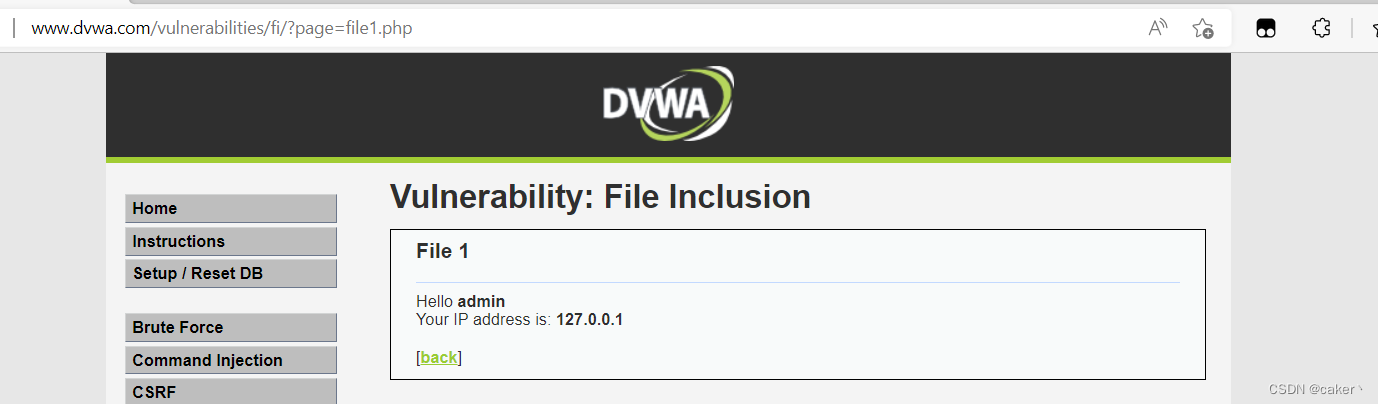 www.dvwa.com/vulnerabilities/fi/?page=file1.php
DVWA
Home
Instructions
Setup / Reset DB
Brute Force
Command Injection
CSRF
Vulnerability: File Inclusion
File 1
Hello admin
Your IP address is: 127.0.0.1
[back]
CSDN @caker丶